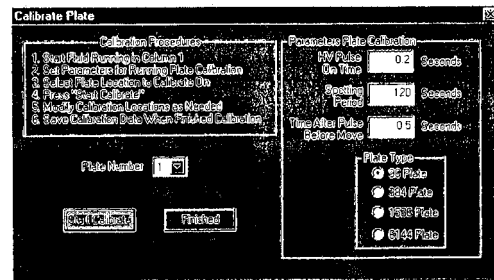 Calibrate Plate
Calibration Procedures
1. Start Fluid Running in Column 1
2. Set Parameters for Running Plate Calibration
3. Select Plate Location to Calibrate On
4. Press "Start Calibrate"
5. Modify Calibration Locations as Needed
6. Save Calibration Data When Finished Calibration
Plate Number 1
Start Calibrate Finished
Parameters Plate Calibration
HV Pulse On Time 0.2 Seconds
Spotting Period 120 Seconds
Time After Pulse Before Move 0.5 Seconds
Plate Type
96 Plate
384 Plate
1536 Plate
6144 Plate